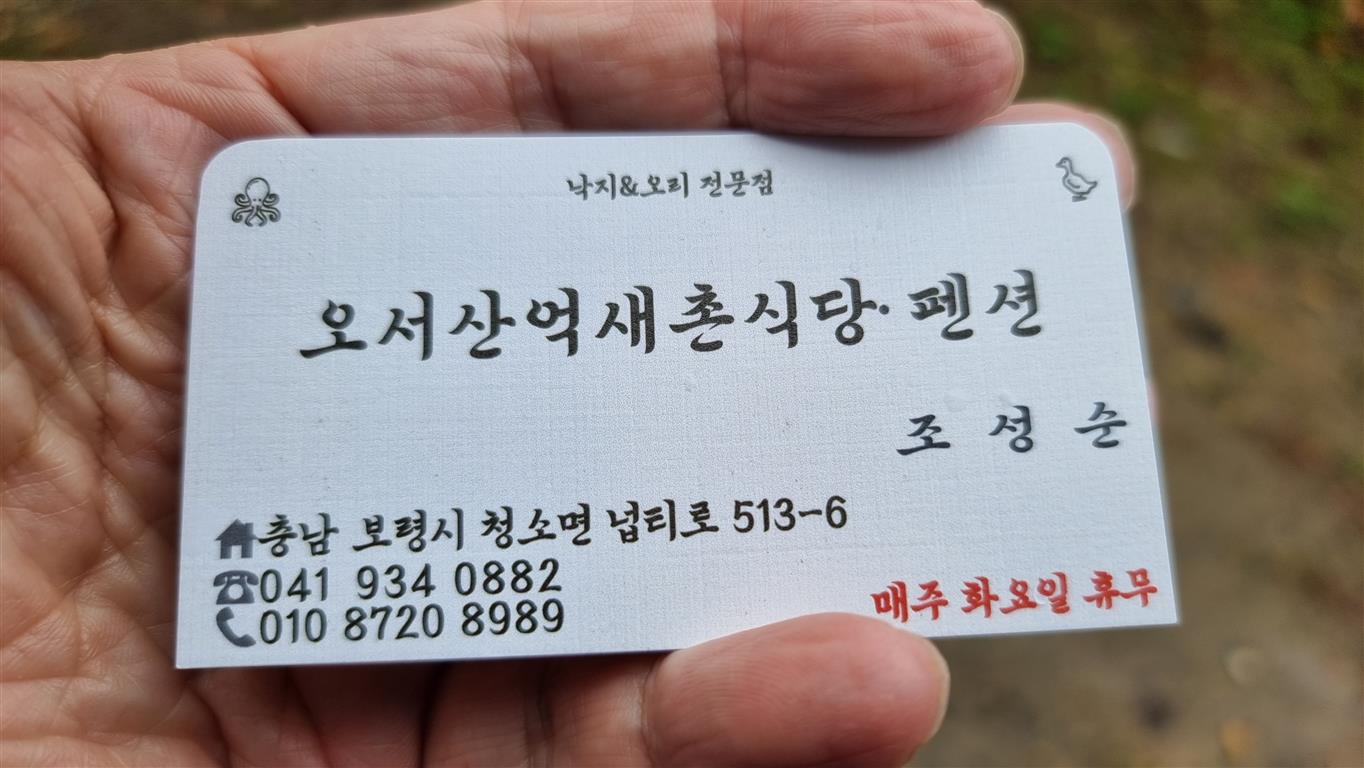 낙지&오리 전문점
오서산억새촌식당·펜션
조성순
충남 보령시 청소면 넙티로 513-6
041 934 0882
010 8720 8989
매주 화요일 휴무